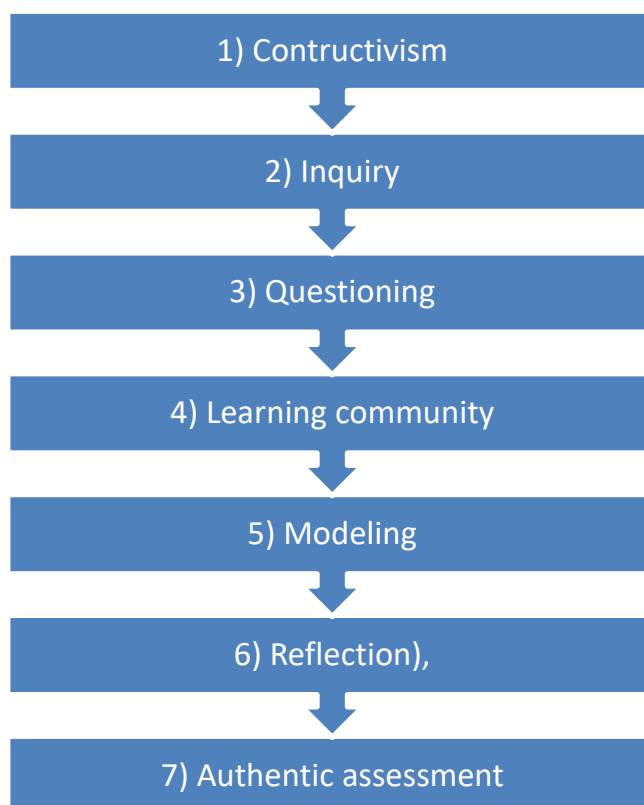 1) Contructivism
2) Inquiry
3) Questioning
4) Learning community
5) Modeling
6) Reflection),
7) Authentic assessment